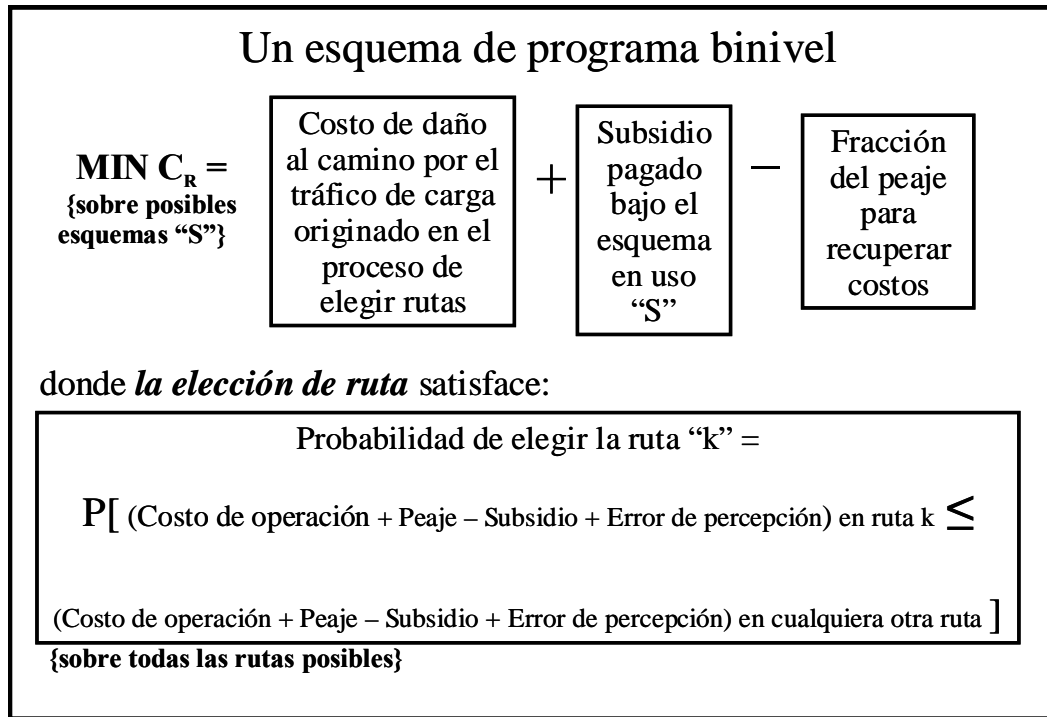 Un esquema de programa binivel
MIN C_R =
{sobre posibles
esquemas “S”}
Costo de daño
al camino por el
tráfico de carga
originado en el
proceso de
elegir rutas
+
Subsidio
pagado
bajo el
esquema
en uso
“S”
−
Fracción
del peaje
para
recuperar
costos
donde la elección de ruta satisface:
Probabilidad de elegir la ruta “k” =
P[ (Costo de operación + Peaje – Subsidio + Error de percepción) en ruta k ≤
(Costo de operación + Peaje – Subsidio + Error de percepción) en cualquiera otra ruta ]
{sobre todas las rutas posibles}